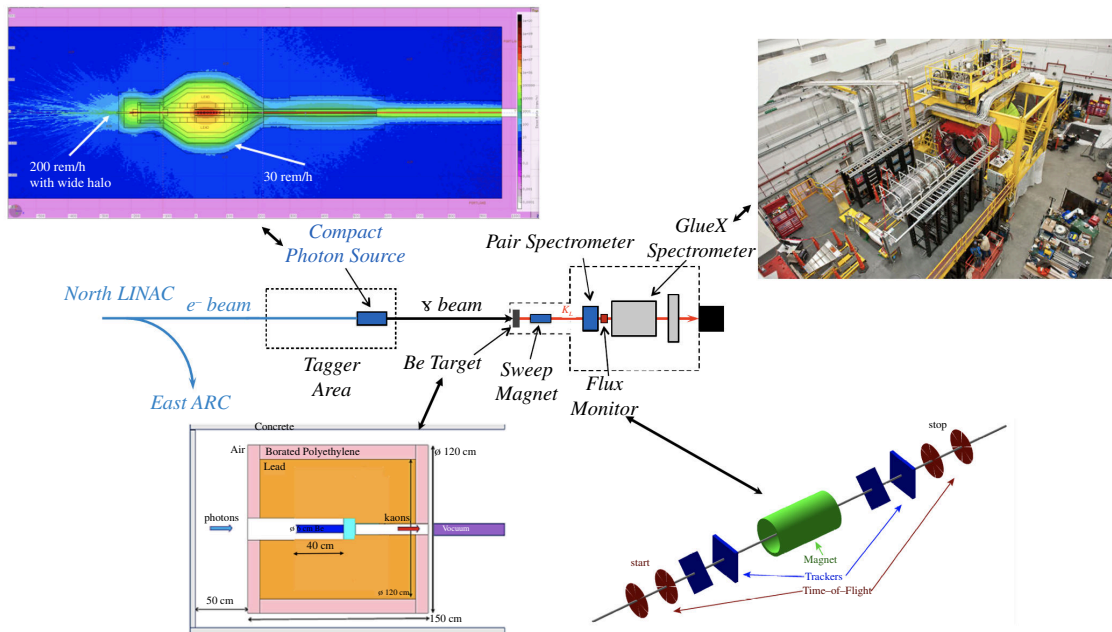 200 rem/h
with wide halo
30 rem/h
Compact
Photon Source
Pair Spectrometer
GlueX
Spectrometer
North LINAC
e⁻ beam
ɣ beam
K_L
Tagger
Area
Be Target
Sweep
Magnet
Flux
Monitor
East ARC
Concrete
Air
Borated Polyethylene
ø 120 cm
Lead
photons
kaons
Vocuum
40 cm
ø 120 cm
50 cm
150 cm
stop
Magnet
start
Trackers
Time–of–Flight